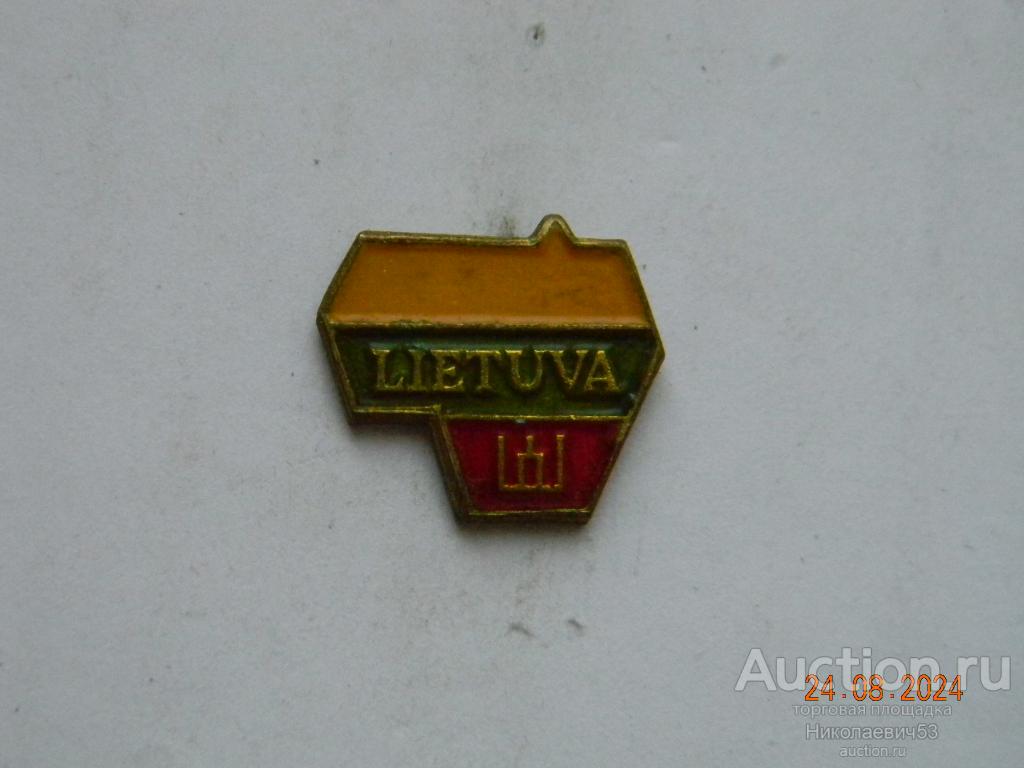 LIETUVA
Auction.ru
24.08.2024
торговая площадка
Николаевич53
auction.ru